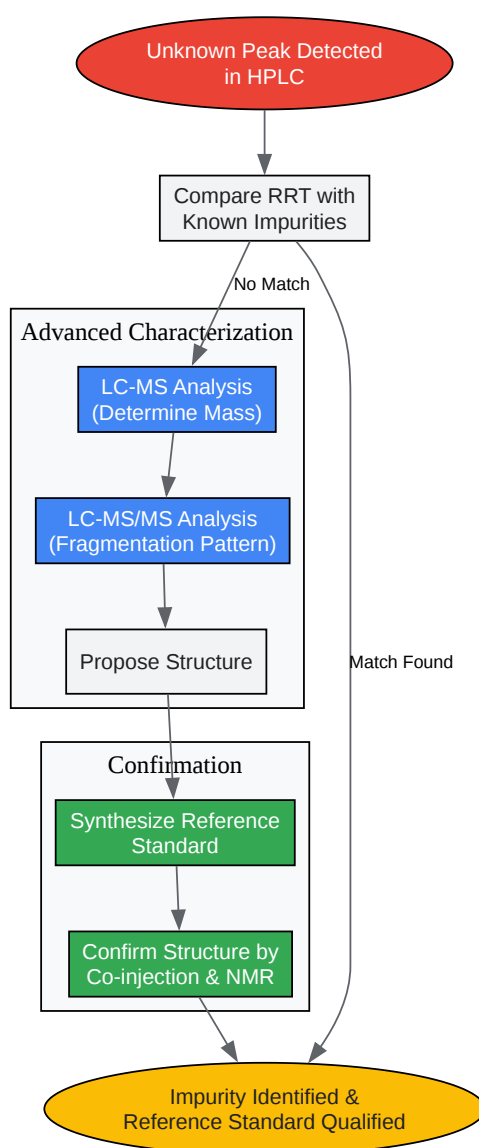 Unknown Peak Detected
in HPLC
Compare RRT with
Known Impurities
No Match
Advanced Characterization
LC-MS Analysis
(Determine Mass)
LC-MS/MS Analysis
(Fragmentation Pattern)
Propose Structure
Match Found
Confirmation
Synthesize Reference
Standard
Confirm Structure by
Co-injection & NMR
Impurity Identified &
Reference Standard Qualified